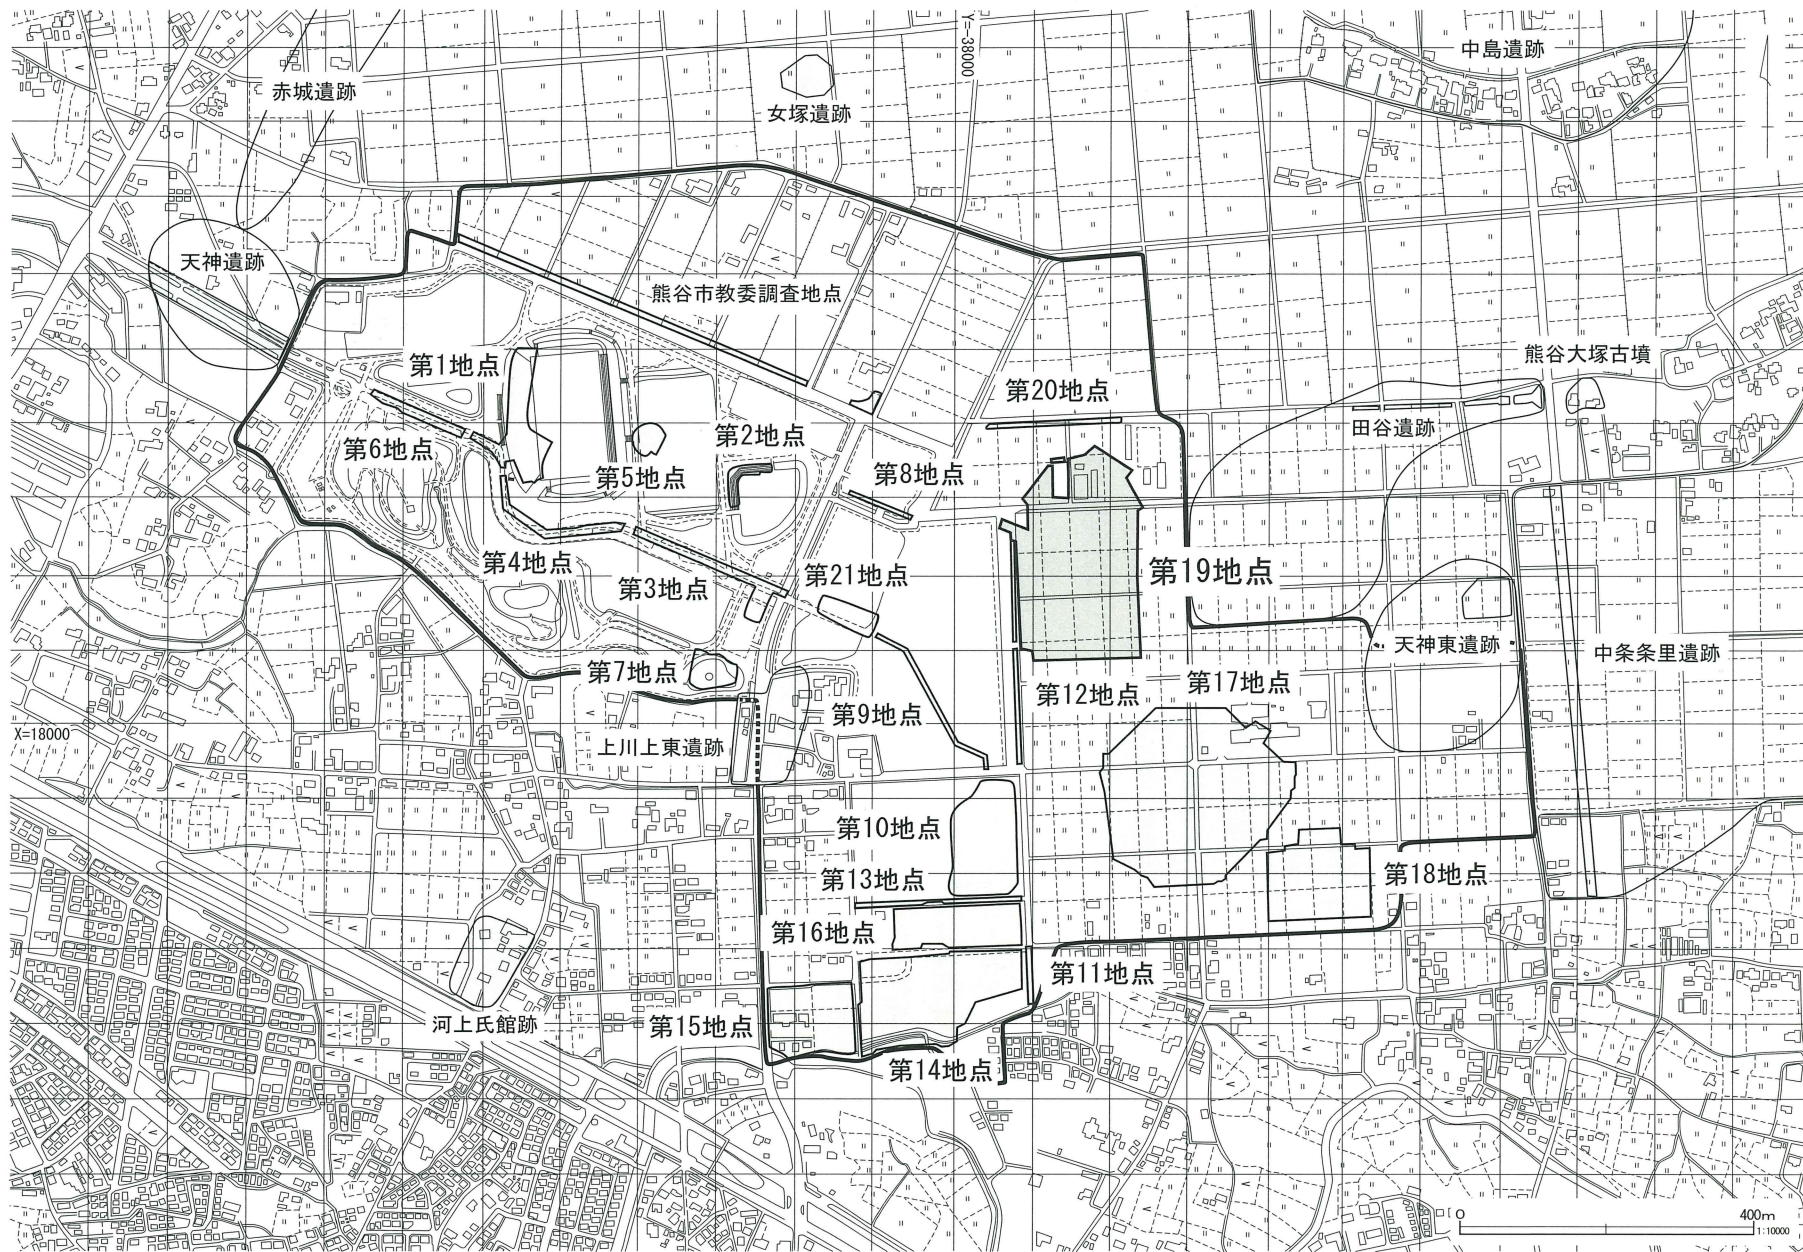 Y=-38000
中島遺跡
赤城遺跡
女塚遺跡
天神遺跡
熊谷市教委調査地点
熊谷大塚古墳
第1地点
第20地点
田谷遺跡
第6地点
第2地点
第5地点
第8地点
第4地点
第3地点
第21地点
第19地点
天神東遺跡
中条条里遺跡
第7地点
第12地点
第17地点
第9地点
X=18000
上川上東遺跡
第10地点
第13地点
第18地点
第16地点
第11地点
河上氏館跡
第15地点
第14地点
0 400m
1:10000